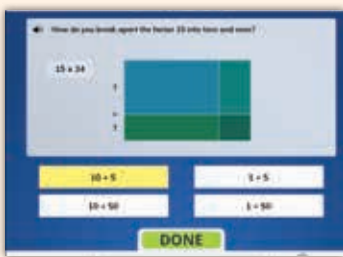 How do you break apart the factor 15 into tens and ones?
15 x 34
?
+
?
10 + 5
1 + 5
10 + 50
1 + 50
DONE